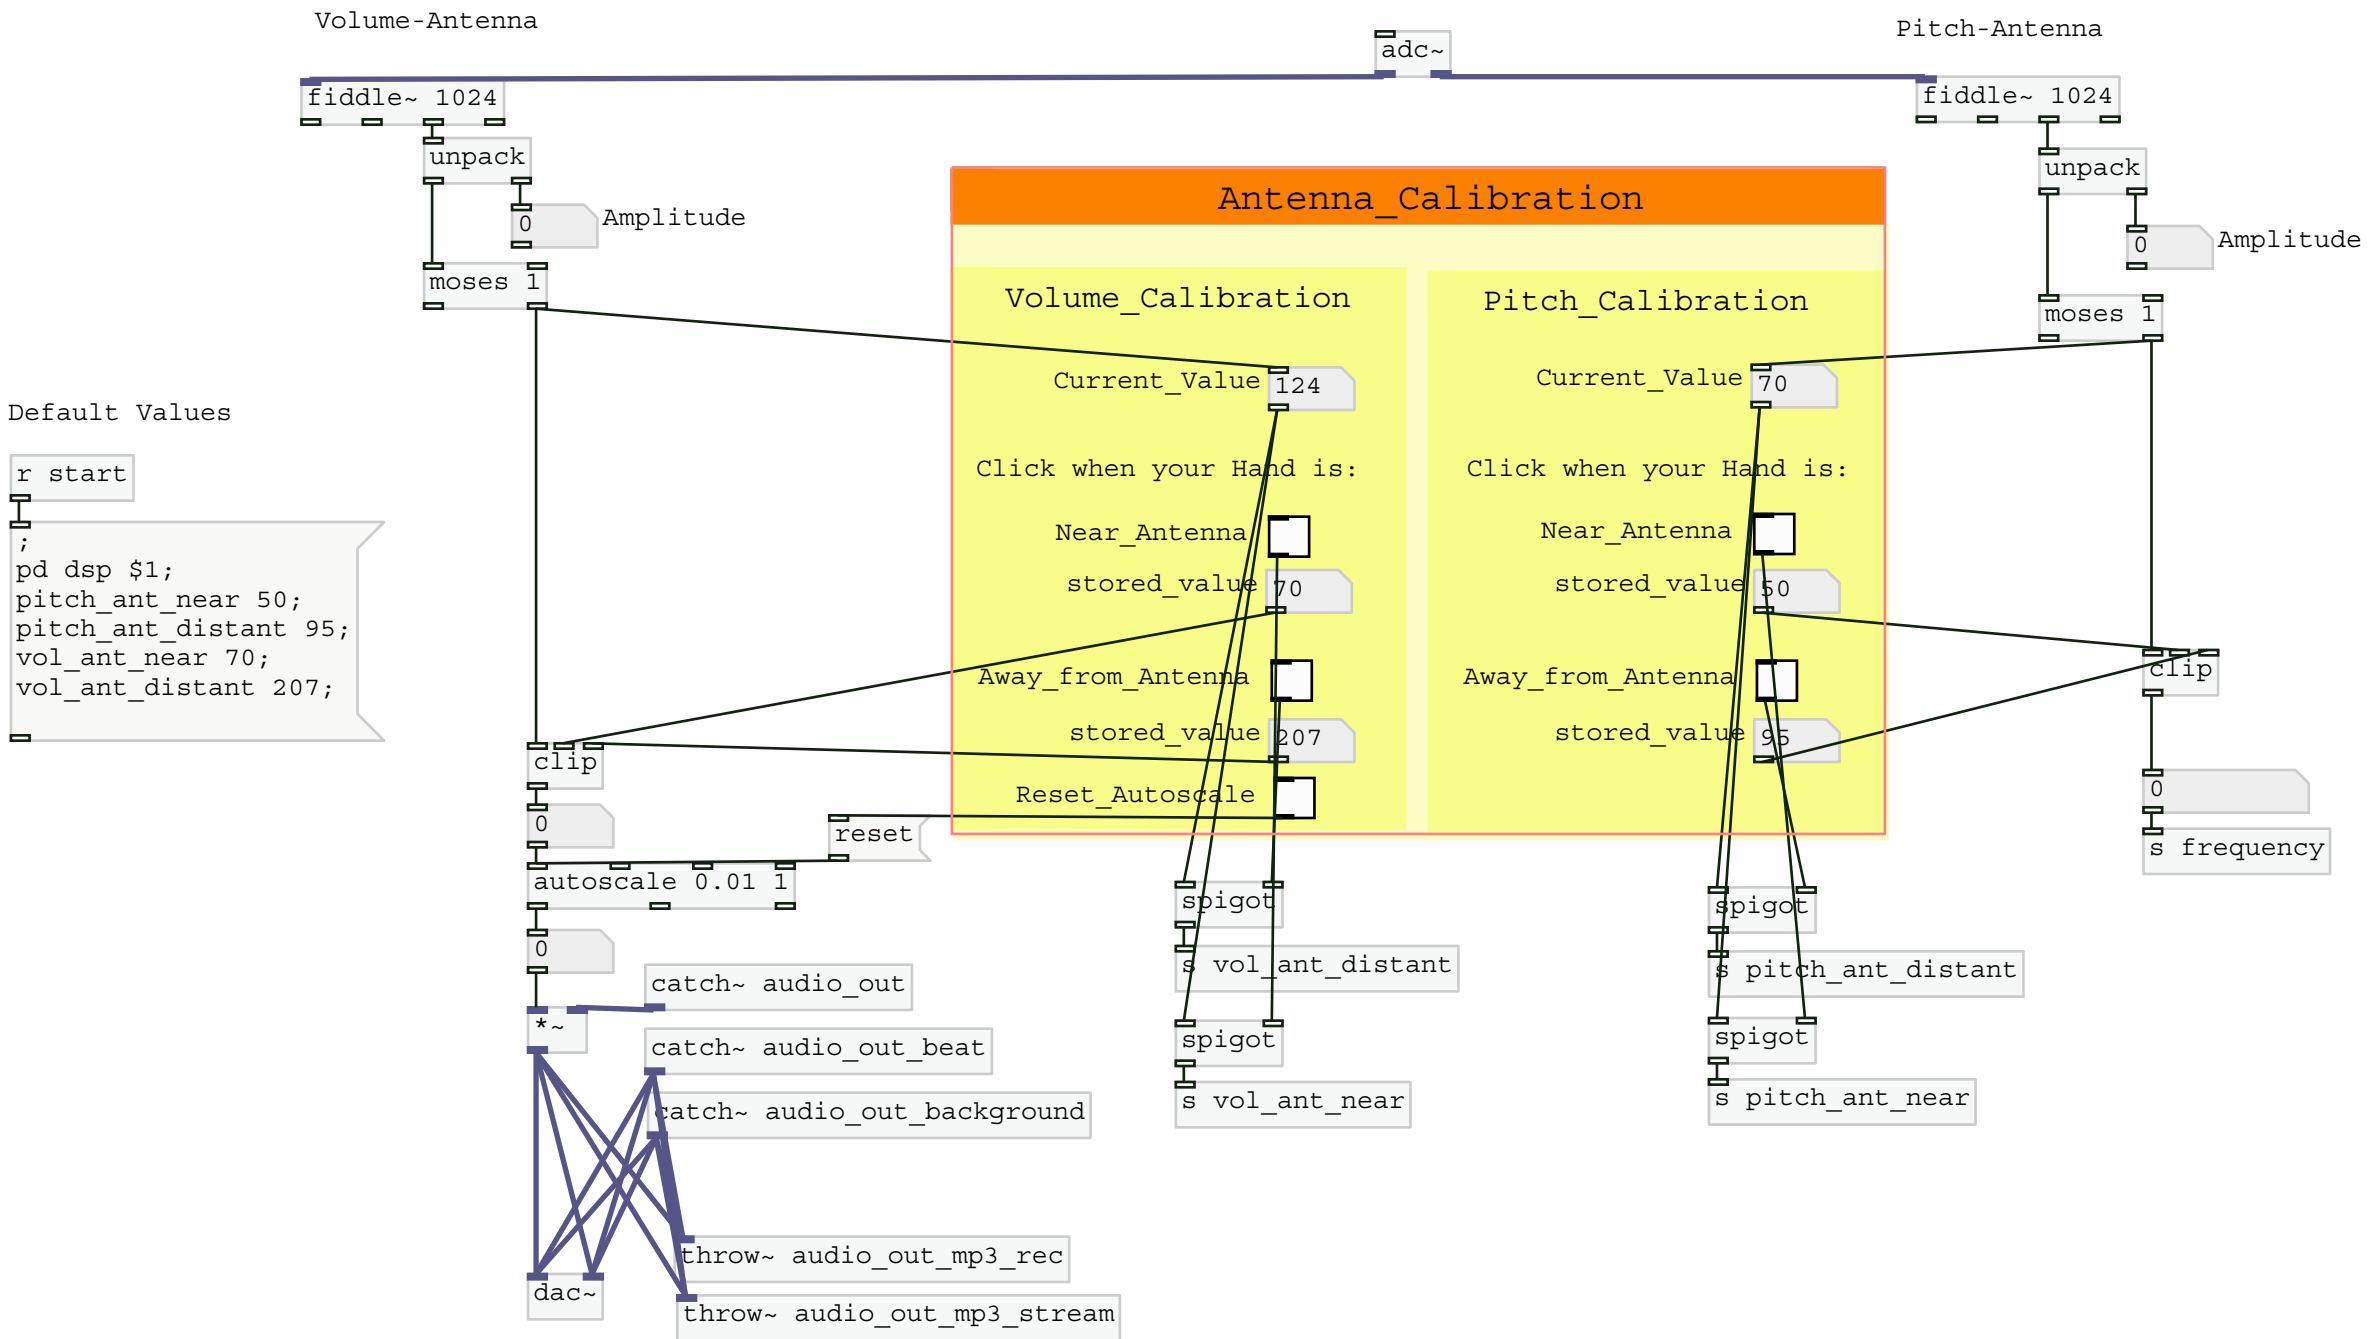 Volume-Antenna
adc~
Pitch-Antenna
fiddle~ 1024
fiddle~ 1024
unpack
unpack
0
Amplitude
0
Amplitude
moses 1
moses 1
Antenna_Calibration
Volume_Calibration
Pitch_Calibration
Current_Value
124
Current_Value
70
Click when your Hand is:
Click when your Hand is:
Near_Antenna
Near_Antenna
stored_value
70
stored_value
50
Away_from_Antenna
Away_from_Antenna
stored_value
207
stored_value
95
Reset_Autoscale
Default Values
r start
;
pd dsp $1;
pitch_ant_near 50;
pitch_ant_distant 95;
vol_ant_near 70;
vol_ant_distant 207;
clip
clip
0
0
reset
s frequency
autoscale 0.01 1
0
spigot
spigot
s vol_ant_distant
s pitch_ant_distant
spigot
spigot
s vol_ant_near
s pitch_ant_near
catch~ audio_out
*~
catch~ audio_out_beat
catch~ audio_out_background
throw~ audio_out_mp3_rec
dac~
throw~ audio_out_mp3_stream